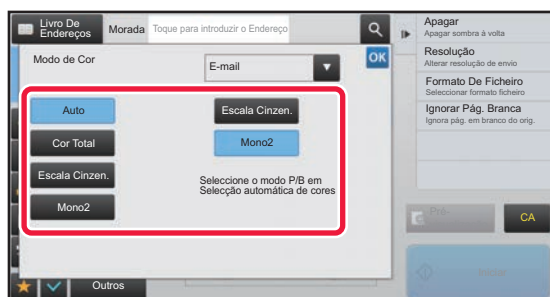 Livro De
Endereços
Morada
Toque para introduzir o Endereço
Modo de Cor
E-mail
OK
Auto
Cor Total
Escala Cinzen.
Mono2
Escala Cinzen.
Mono2
Seleccione o modo P/B em
Selecção automática de cores
Apagar
Apagar sombra à volta
Resolução
Alterar resolução de envio
Formato De Ficheiro
Seleccionar formato ficheiro
Ignorar Pág. Branca
Ignora pág. em branco do orig.
Pré-
CA
Iniciar
Outros